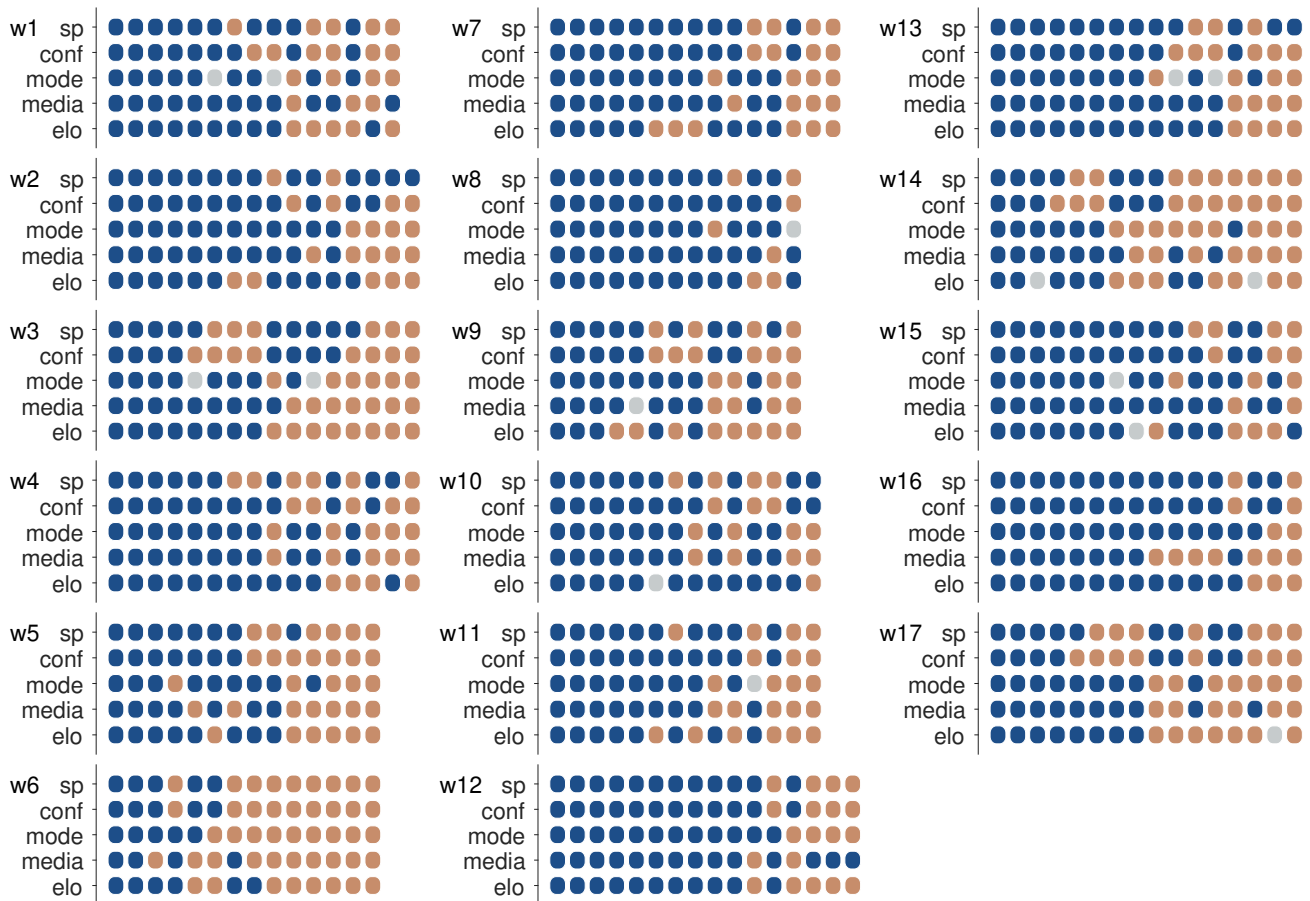 w1 sp
conf
mode
media
elo
w2 sp
conf
mode
media
elo
w3 sp
conf
mode
media
elo
w4 sp
conf
mode
media
elo
w5 sp
conf
mode
media
elo
w6 sp
conf
mode
media
elo
w7 sp
conf
mode
media
elo
w8 sp
conf
mode
media
elo
w9 sp
conf
mode
media
elo
w10 sp
conf
mode
media
elo
w11 sp
conf
mode
media
elo
w12 sp
conf
mode
media
elo
w13 sp
conf
mode
media
elo
w14 sp
conf
mode
media
elo
w15 sp
conf
mode
media
elo
w16 sp
conf
mode
media
elo
w17 sp
conf
mode
media
elo